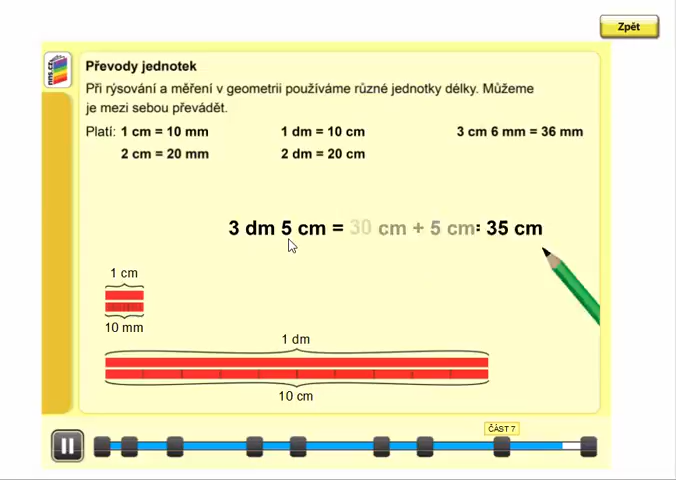 Zpět
nns.cz
Převody jednotek
Při rýsování a měření v geometrii používáme různé jednotky délky. Můžeme
je mezi sebou převádět.
Platí: 1 cm = 10 mm 1 dm = 10 cm 3 cm 6 mm = 36 mm
2 cm = 20 mm 2 dm = 20 cm
3 dm 5 cm = 30 cm + 5 cm = 35 cm
1 cm
10 mm
1 dm
10 cm
ČÁST 7